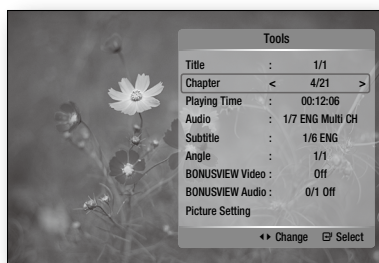 Tools
Title : 1/1
Chapter < 4/21 >
Playing Time : 00:12:06
Audio : 1/7 ENG Multi CH
Subtitle : 1/6 ENG
Angle : 1/1
BONUSVIEW Video : Off
BONUSVIEW Audio : 0/1 Off
Picture Setting
Change Select